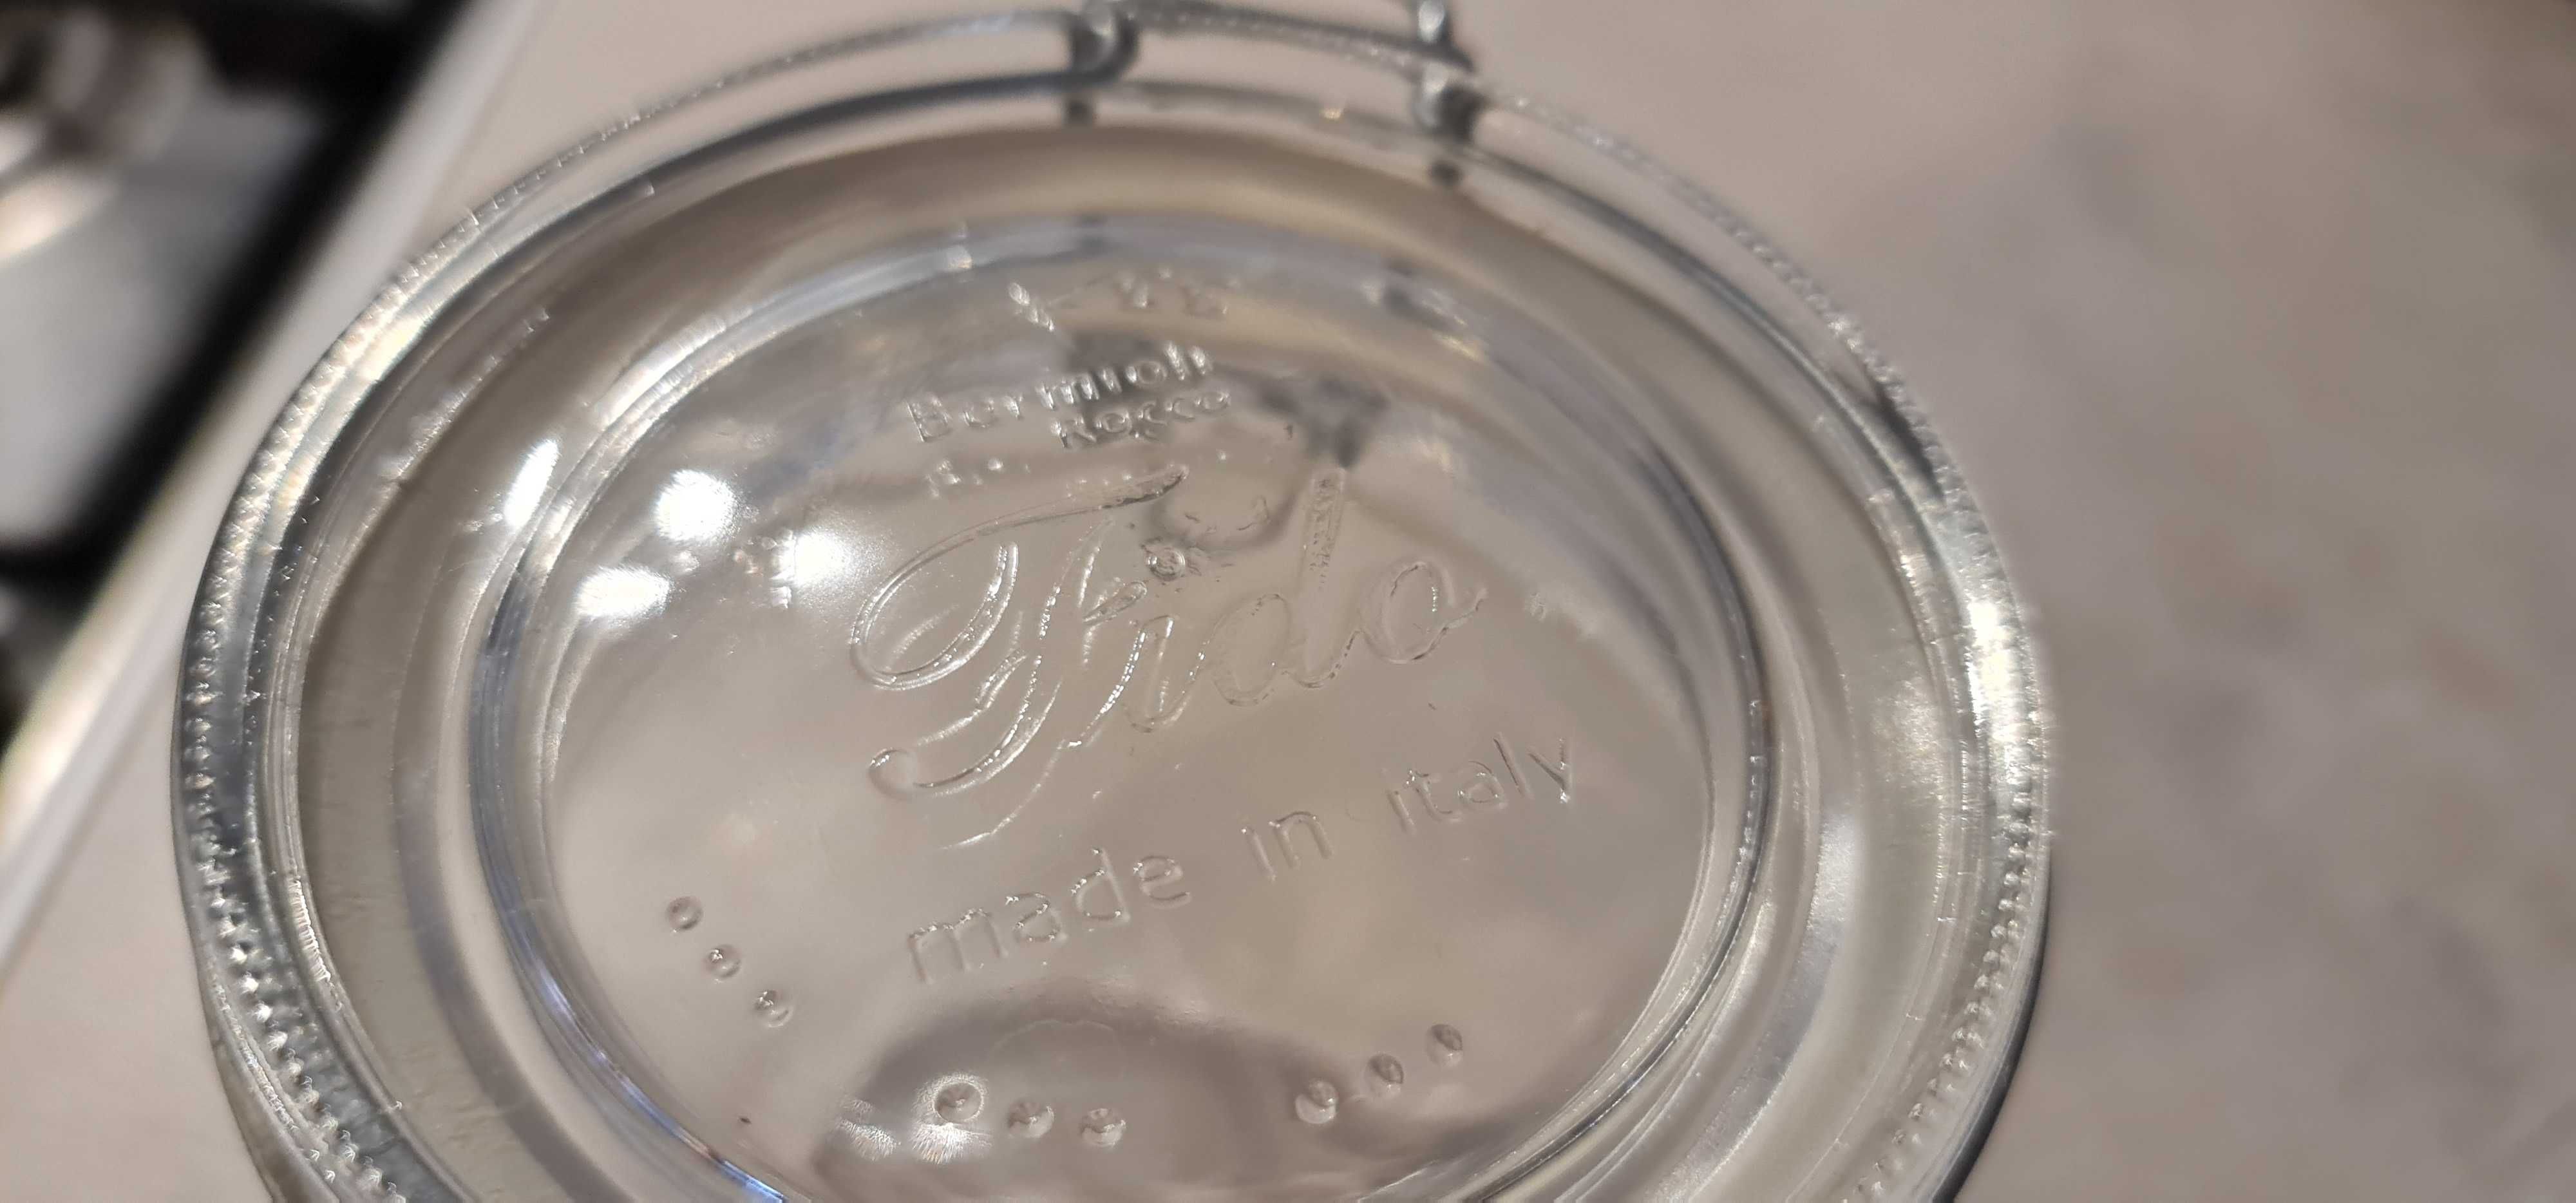 Bormioli
Rocco
Fido
®
made in italy